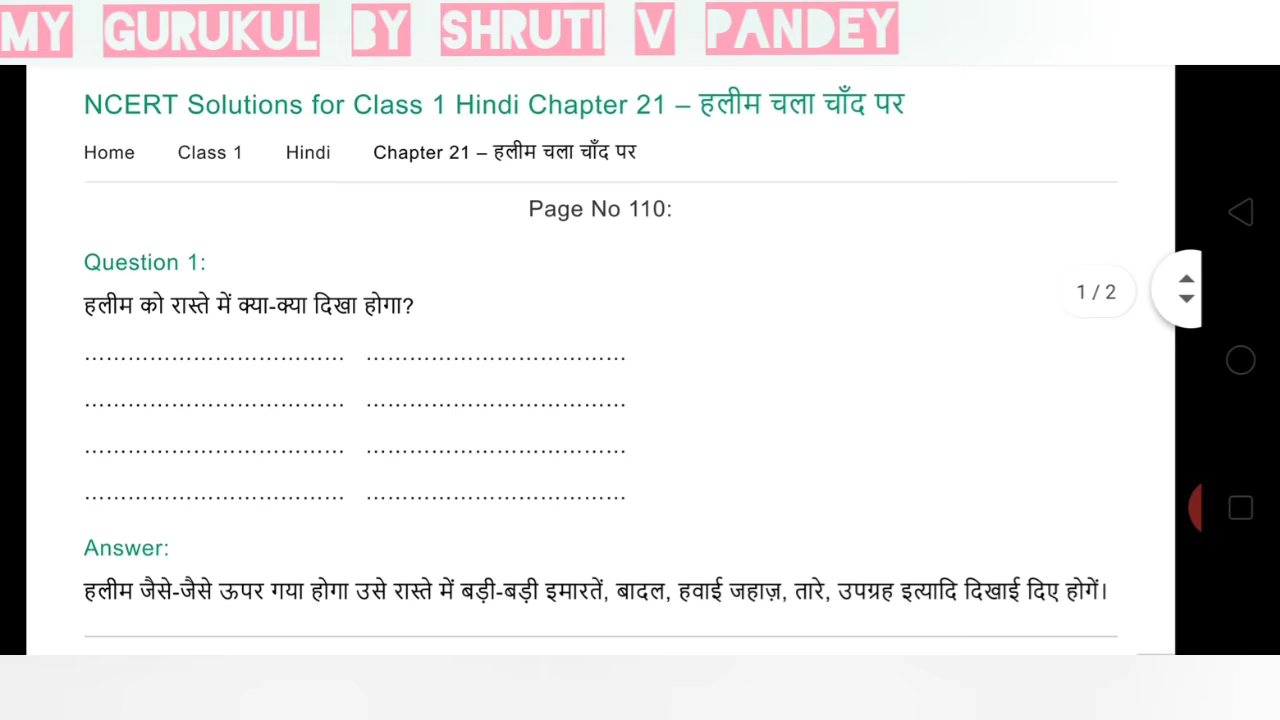 MY GURUKUL BY SHRUTI V PANDEY
NCERT Solutions for Class 1 Hindi Chapter 21 – हलीम चला चाँद पर
Home Class 1 Hindi Chapter 21 – हलीम चला चाँद पर
Page No 110:
Question 1:
हलीम को रास्ते में क्या-क्या दिखा होगा?
1 / 2
.................................... ....................................
.................................... ....................................
.................................... ....................................
.................................... ....................................
Answer:
हलीम जैसे-जैसे ऊपर गया होगा उसे रास्ते में बड़ी-बड़ी इमारतें, बादल, हवाई जहाज़, तारे, उपग्रह इत्यादि दिखाई दिए होगें।